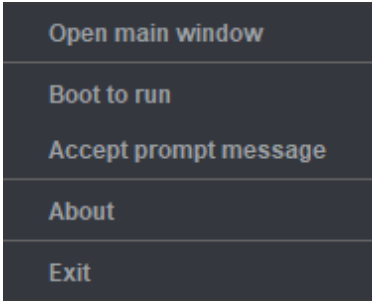 Open main window
Boot to run
Accept prompt message
About
Exit